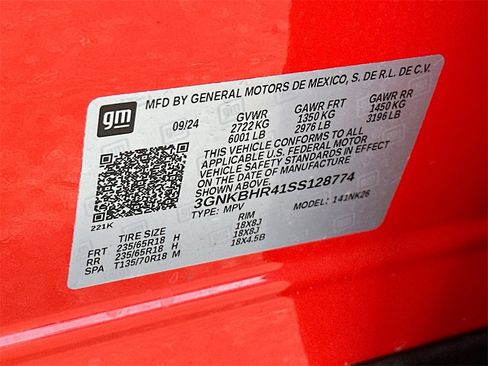 gm
MFD BY GENERAL MOTORS DE MEXICO, S. DE R.L. DE C.V.
09/24 GVWR GAWR FRT GAWR RR
2722 KG 1350 KG 1450 KG
6001 LB 2976 LB 3196 LB
THIS VEHICLE CONFORMS TO ALL
APPLICABLE U.S. FEDERAL MOTOR
VEHICLE SAFETY STANDARDS IN
EFFECT ON THE DATE OF MANUFACTURE
SHOWN ABOVE.
3GNKBHR41SS128774
TYPE: MPV MODEL: 141NK26
221K
TIRE SIZE RIM
FRT 235/65R18 H 18X8J
RR 235/65R18 H 18X8J
SPA T135/70R18 M 18X4.5B